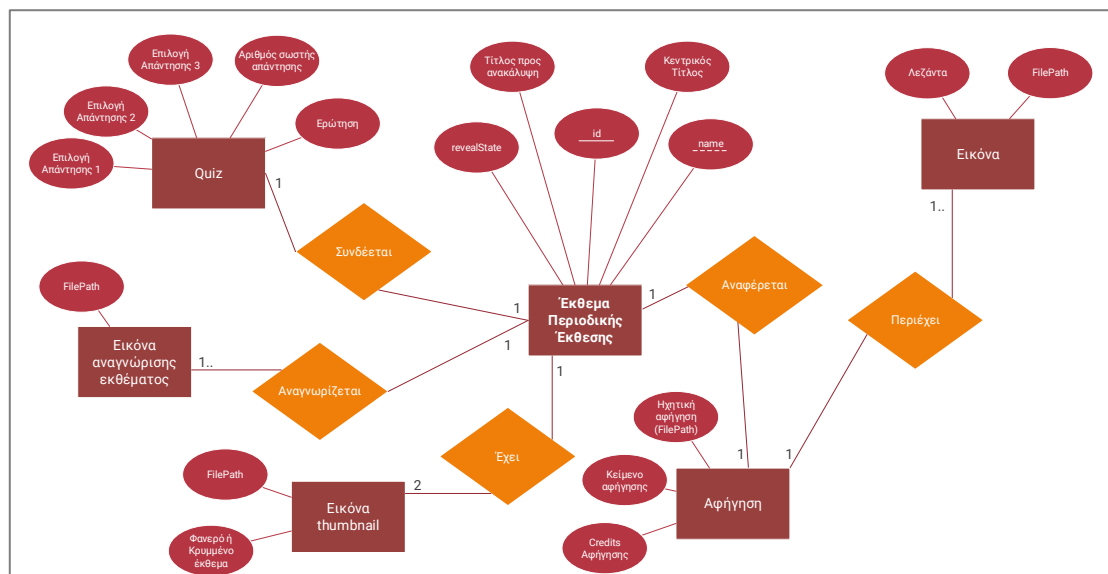 Επιλογή
Απάντησης 3
Αριθμός σωστής
απάντησης
Επιλογή
Απάντησης 2
Ερώτηση
Επιλογή
Απάντησης 1
Quiz
1
Τίτλος προς
ανακάλυψη
Κεντρικός
Τίτλος
revealState
id
name
Λεζάντα
FilePath
Εικόνα
1..
Συνδέεται
Αναφέρεται
Περιέχει
1
1
1
1
Έκθεμα
Περιοδικής
Έκθεσης
FilePath
Εικόνα
αναγνώρισης
εκθέματος
1..
Αναγνωρίζεται
Έχει
2
FilePath
Φανερό ή
Κρυμμένο
έκθεμα
Εικόνα
thumbnail
Ηχητική
αφήγηση
(FilePath)
Κείμενο
αφήγησης
Credits
Αφήγησης
1
1
Αφήγηση